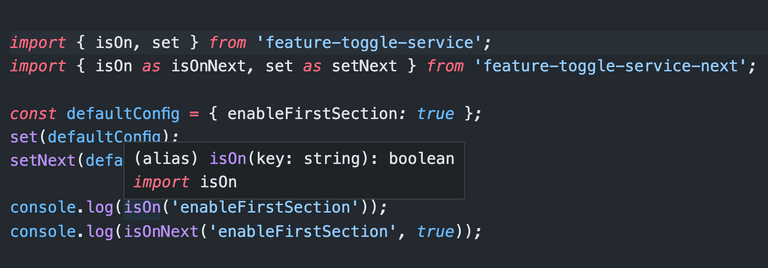 import { isOn, set } from 'feature-toggle-service';
import { isOn as isOnNext, set as setNext } from 'feature-toggle-service-next';
const defaultConfig = { enableFirstSection: true };
set(defaultConfig);
setNext(defa
(alias) isOn(key: string): boolean
import isOn
console.log(isOn('enableFirstSection'));
console.log(isOnNext('enableFirstSection', true));